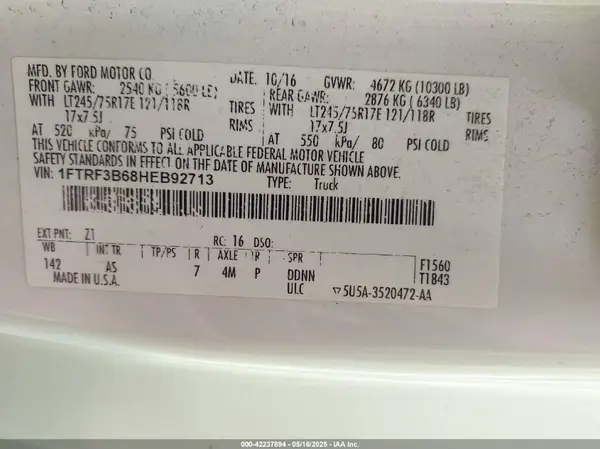 MFD. BY FORD MOTOR CO.
DATE: 10/16 GVWR: 4672 KG (10300 LB)
FRONT GAWR: 2540 KG (5600 LB) REAR GAWR: 2876 KG (6340 LB)
WITH LT245/75R17E 121/118R TIRES WITH LT245/75R17E 121/118R TIRES
17x7.5J RIMS 17x7.5J RIMS
AT 520 kPa/ 75 PSI COLD AT 550 kPa/ 80 PSI COLD
THIS VEHICLE CONFORMS TO ALL APPLICABLE FEDERAL MOTOR VEHICLE
SAFETY STANDARDS IN EFFECT ON THE DATE OF MANUFACTURE SHOWN ABOVE.
VIN: 1FTRF3B68HEB92713 TYPE: Truck
EXT PNT: Z1 RC: 16 DSO:
WB INT TR TP/PS R AXLE TR SPR F1560
142 AS 7 4M P DDNN T1843
MADE IN U.S.A. ULC ▽5U5A-3520472-AA
000-42237894 - 05/16/2025 - IAAI.COM